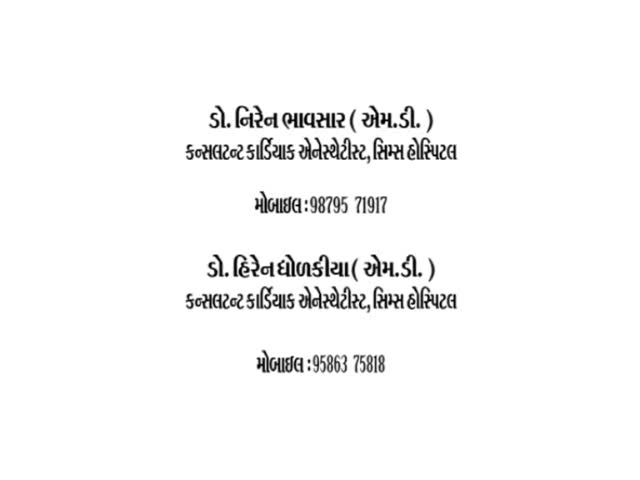 ડો. નિરેન ભાવસાર ( એમ.ડી. )
કન્સલટન્ટ કાર્ડિયાક એનેસ્થેટીસ્ટ, સિમ્સ હોસ્પિટલ
મોબાઇલ : 98795 71917
ડો. હિરેન ધોળકીયા ( એમ.ડી. )
કન્સલટન્ટ કાર્ડિયાક એનેસ્થેટીસ્ટ, સિમ્સ હોસ્પિટલ
મોબાઇલ : 95863 75818